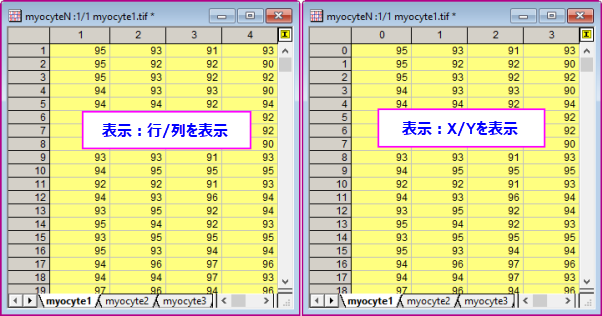 myocyteN :1/1 myocyte1.tif *
1 2 3 4
1 95 93 91 93
2 95 92 92 90
3 95 93 92 92
4 94 93 93 90
5 94 94 92 94
6 92
7 92
8 90
9 93 93 91 93
10 94 95 92 94
11 92 92 91 93
12 94 93 96 94
13 93 95 92 94
14 95 94 92 93
15 93 95 95 95
16 95 93 94 94
17 94 96 97 96
18 94 94 97 93
19
表示：行/列を表示
myocyte1 myocyte2 myocyte3
myocyteN :1/1 myocyte1.tif *
0 1 2 3
0 95 93 91 93
1 95 92 92 90
2 95 93 92 92
3 94 93 93 90
4 94 94 92 94
5 92
6 92
7 90
8 93 93 91 93
9 94 95 92 94
10 92 92 91 93
11 94 93 96 94
12 93 95 92 94
13 95 94 92 93
14 93 95 95 95
15 95 93 94 94
16 94 96 97 96
17 94 94 97 93
18
表示：X/Yを表示
myocyte1 myocyte2 myocyte3